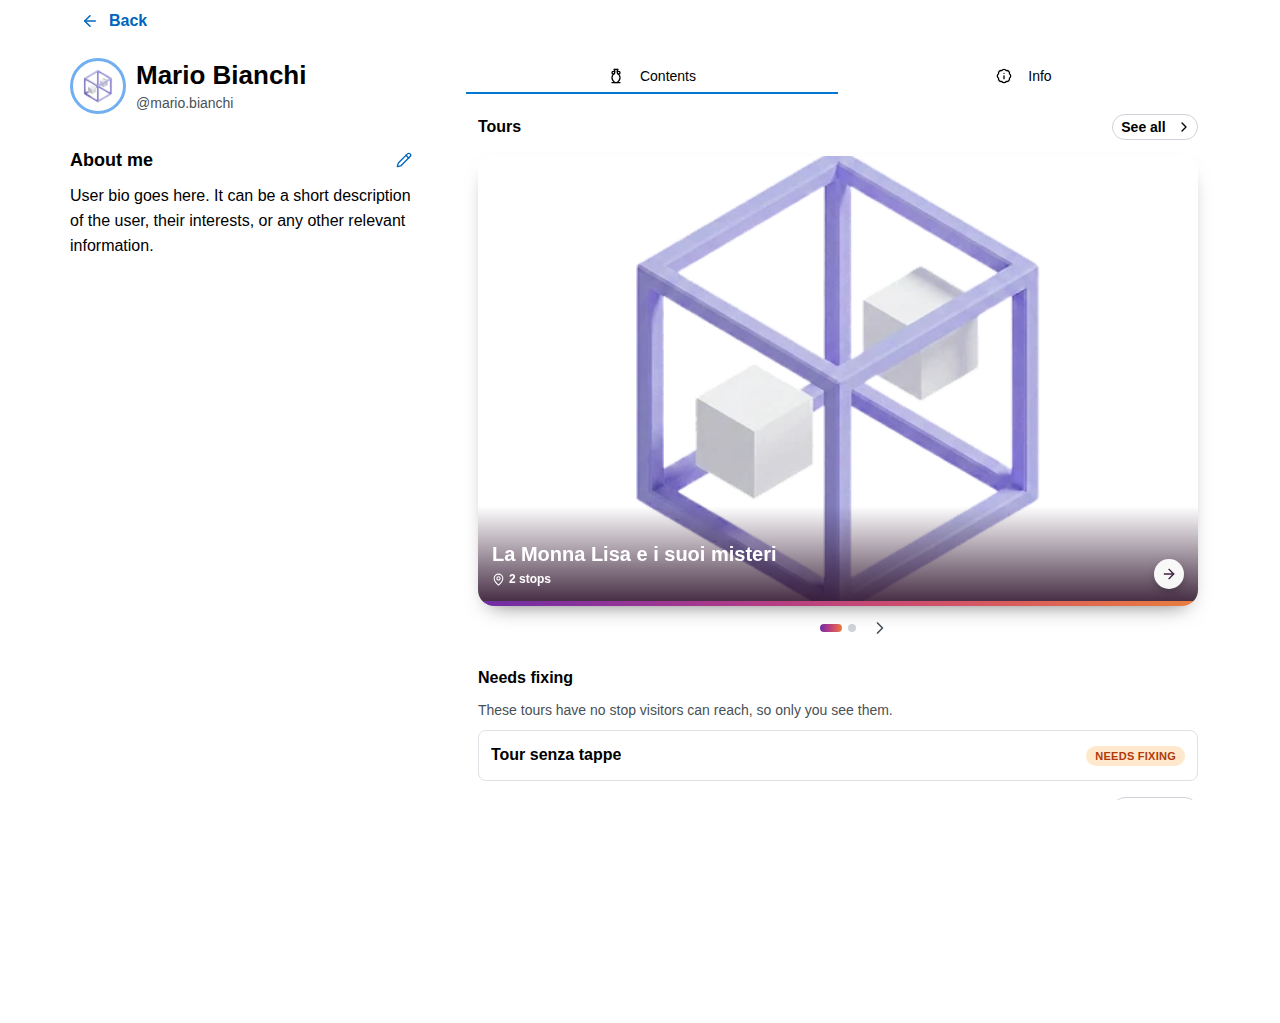 Back
Mario Bianchi
@mario.bianchi
About me
User bio goes here. It can be a short description
of the user, their interests, or any other relevant
information.
Contents
Info
Tours
See all
La Monna Lisa e i suoi misteri
2 stops
Needs fixing
These tours have no stop visitors can reach, so only you see them.
Tour senza tappe
NEEDS FIXING